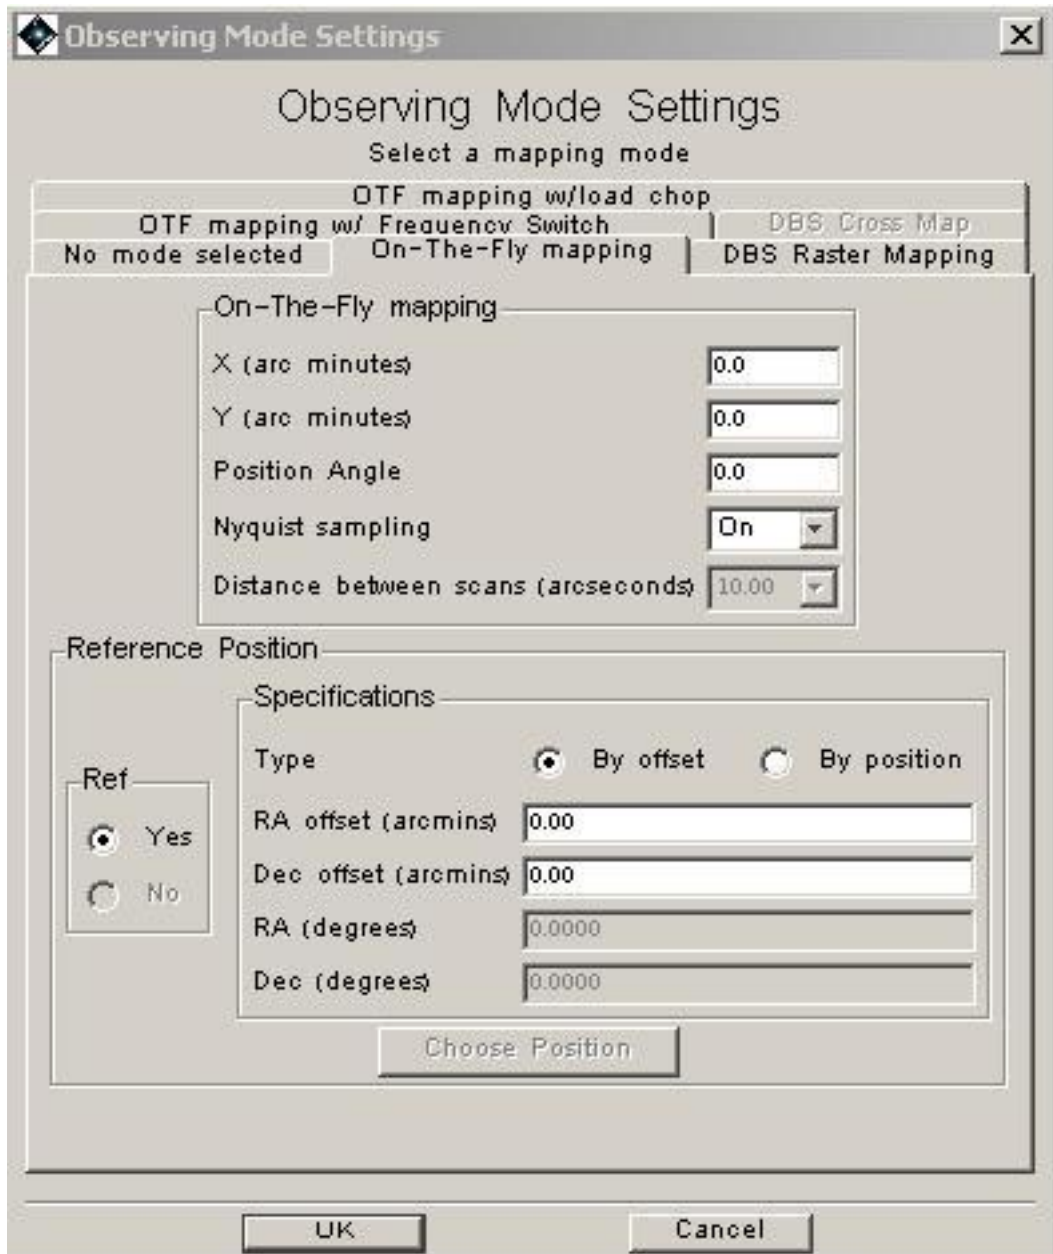 Observing Mode Settings
Observing Mode Settings
Select a mapping mode
OTF mapping w/load chop
OTF mapping w/ Frequency Switch
DBS Cross Map
No mode selected
On-The-Fly mapping
DBS Raster Mapping
On-The-Fly mapping
X (arc minutes)
0.0
Y (arc minutes)
0.0
Position Angle
0.0
Nyquist sampling
On
Distance between scans (arcseconds)
10.00
Reference Position
Specifications
Type
By offset
By position
Ref
Yes
No
RA offset (arcmins)
0.00
Dec offset (arcmins)
0.00
RA (degrees)
0.0000
Dec (degrees)
0.0000
Choose Position
OK
Cancel